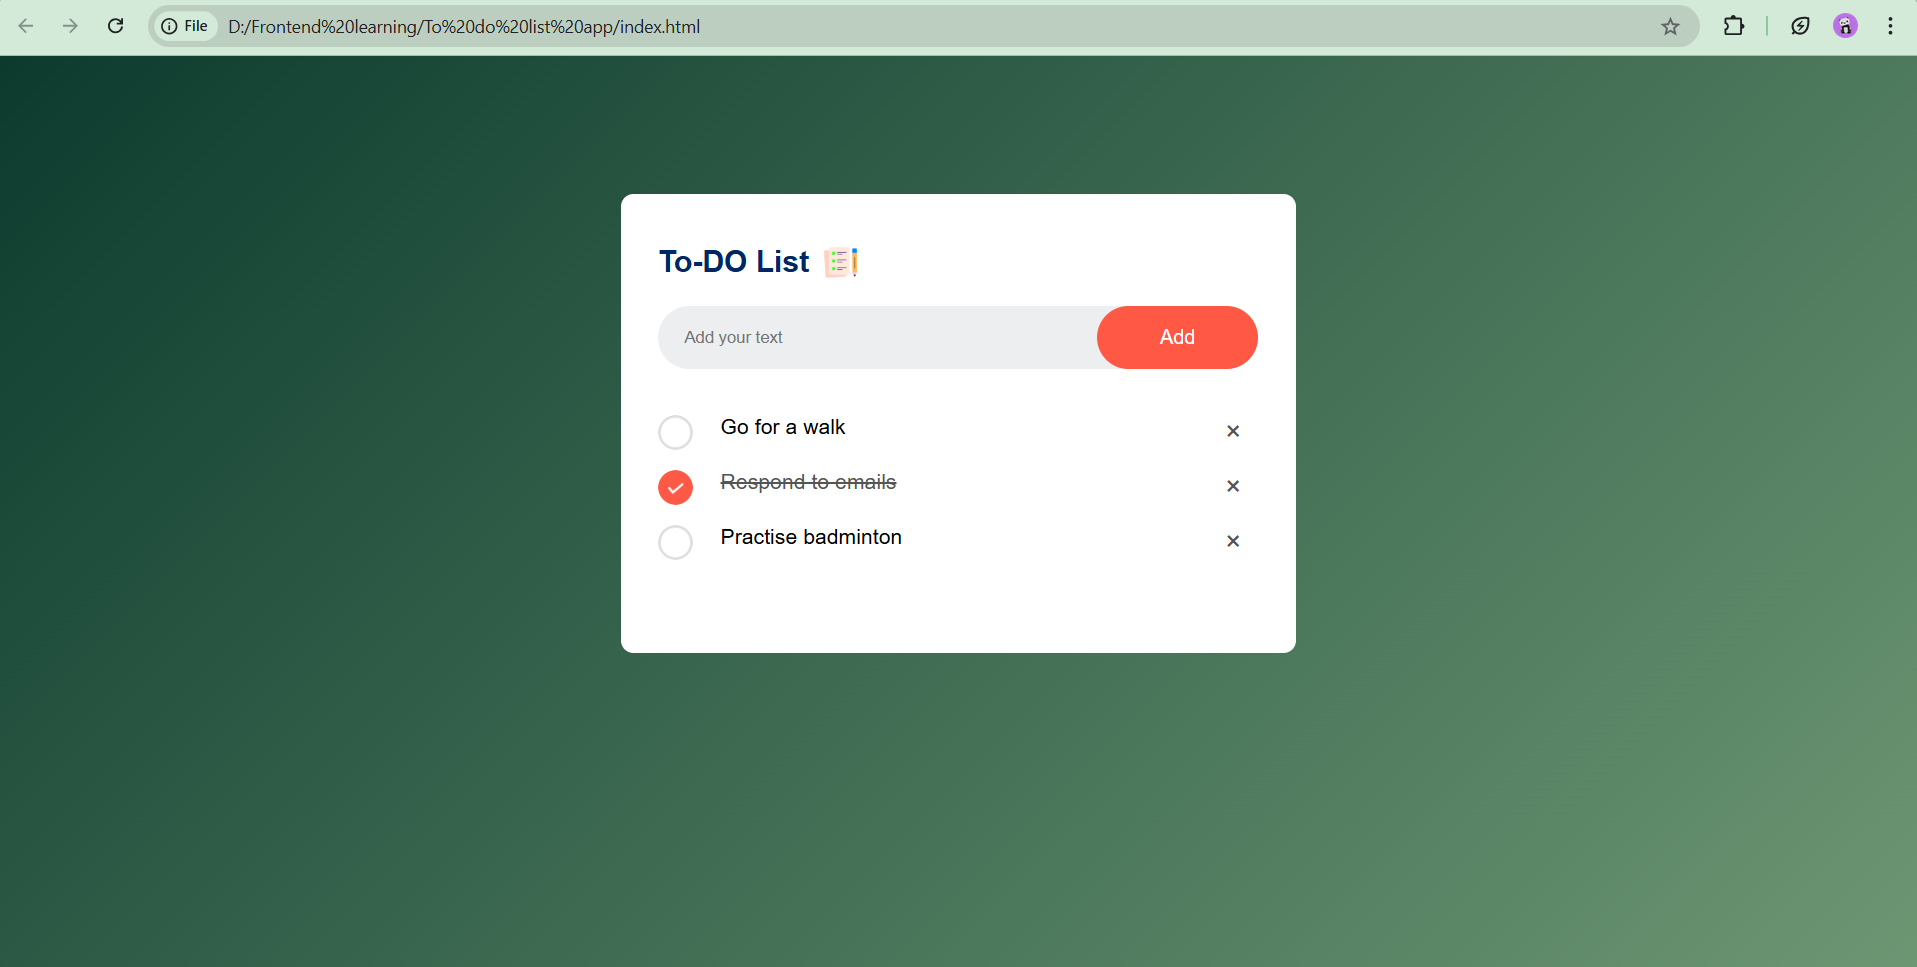 File D:/Frontend%20learning/To%20do%20list%20app/index.html
To-DO List
Add your text Add
Go for a walk
Respond to emails
Practise badminton